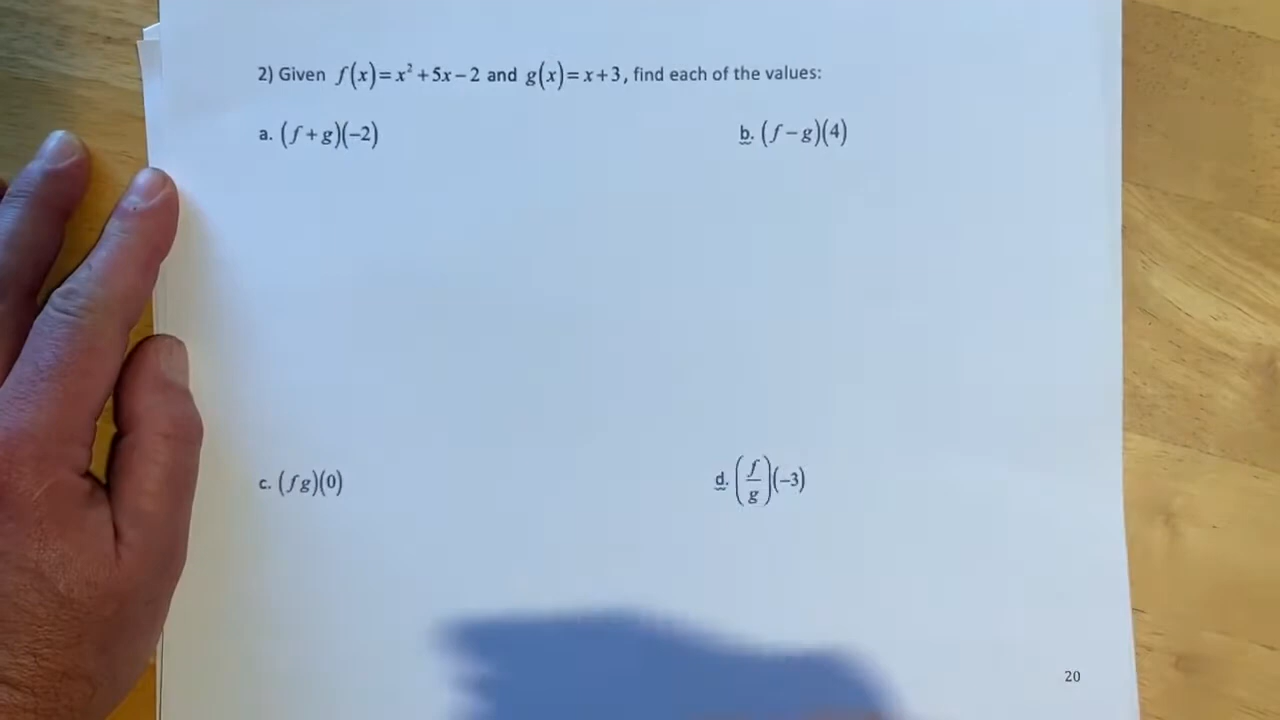 2) Given f(x)=x²+5x−2 and g(x)=x+3, find each of the values:
a. (f+g)(−2)
b. (f−g)(4)
c. (fg)(0)
d. (f/g)(−3)
20